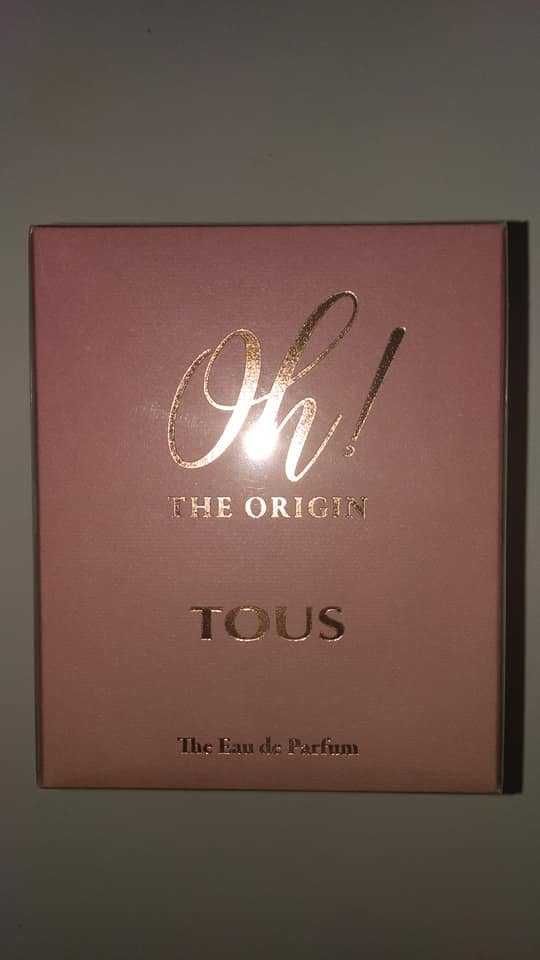 Oh!
THE ORIGIN
TOUS
The Eau de Parfum